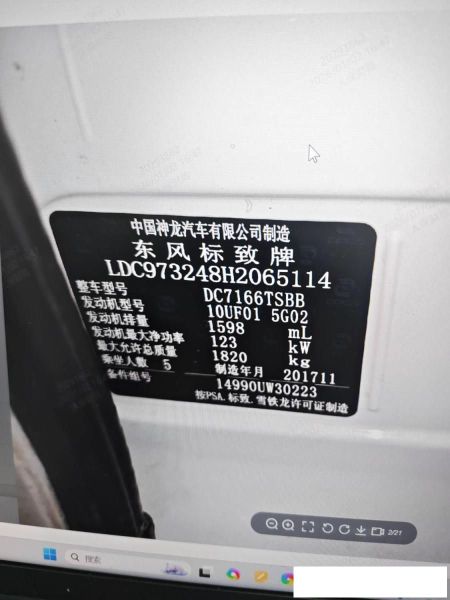 中国神龙汽车有限公司制造
东风标致牌
LDC973248H2065114
整车型号 DC7166TSBB
发动机型号 10UF01 5G02
发动机排量 1598 mL
发动机最大净功率 123 kW
最大允许总质量 1820 kg
乘坐人数 5 制造年月 201711
备件组号 14990UW30223
按PSA.标致.雪铁龙许可证制造
2/21
搜索